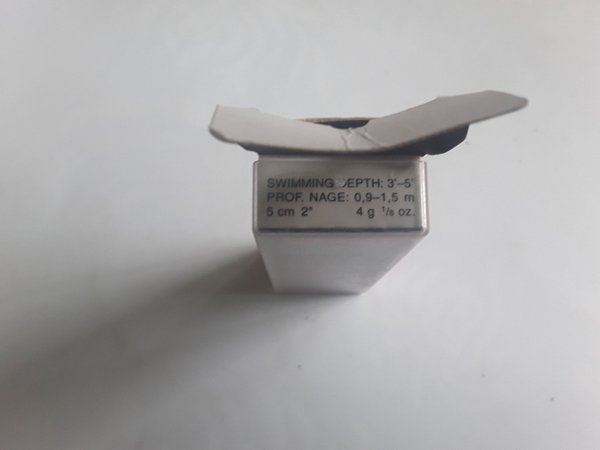 SWIMMING DEPTH: 3'–5'
PROF. NAGE: 0,9–1,5 m
5 cm 2" 4 g 1/8 oz.